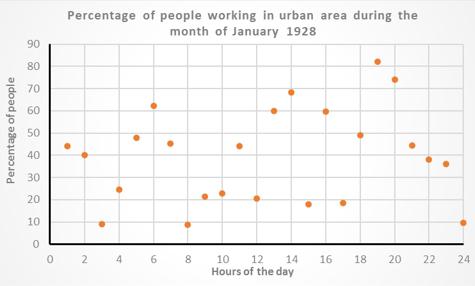 Percentage of people working in urban area during the
month of January 1928
Percentage of people
90
80
70
60
50
40
30
20
10
0
0 2 4 6 8 10 12 14 16 18 20 22 24
Hours of the day